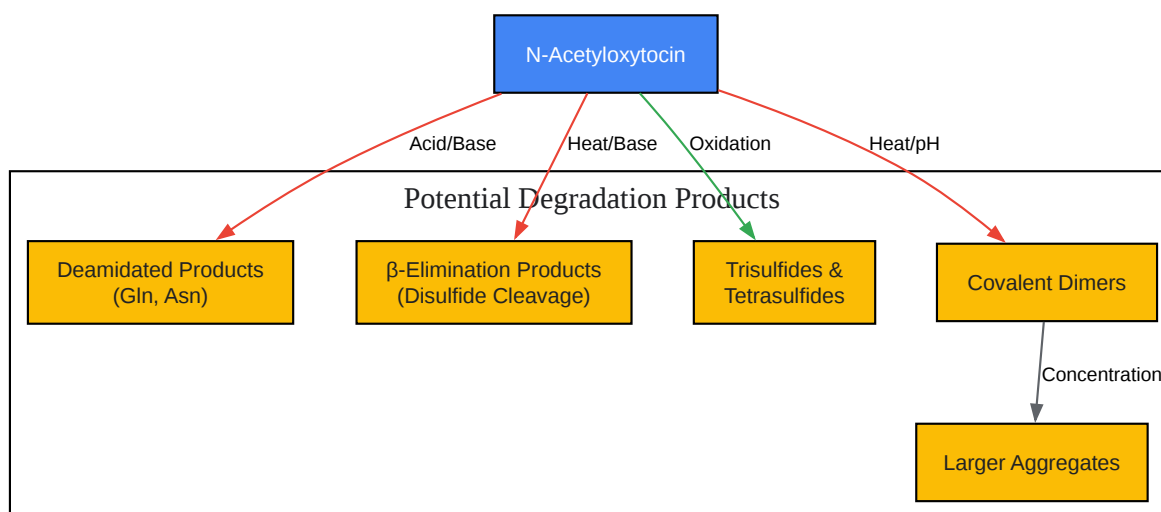 N-Acetyloxytocin
Acid/Base
Heat/Base
Oxidation
Heat/pH
Potential Degradation Products
Deamidated Products
(Gln, Asn)
β-Elimination Products
(Disulfide Cleavage)
Trisulfides &
Tetrasulfides
Covalent Dimers
Concentration
Larger Aggregates